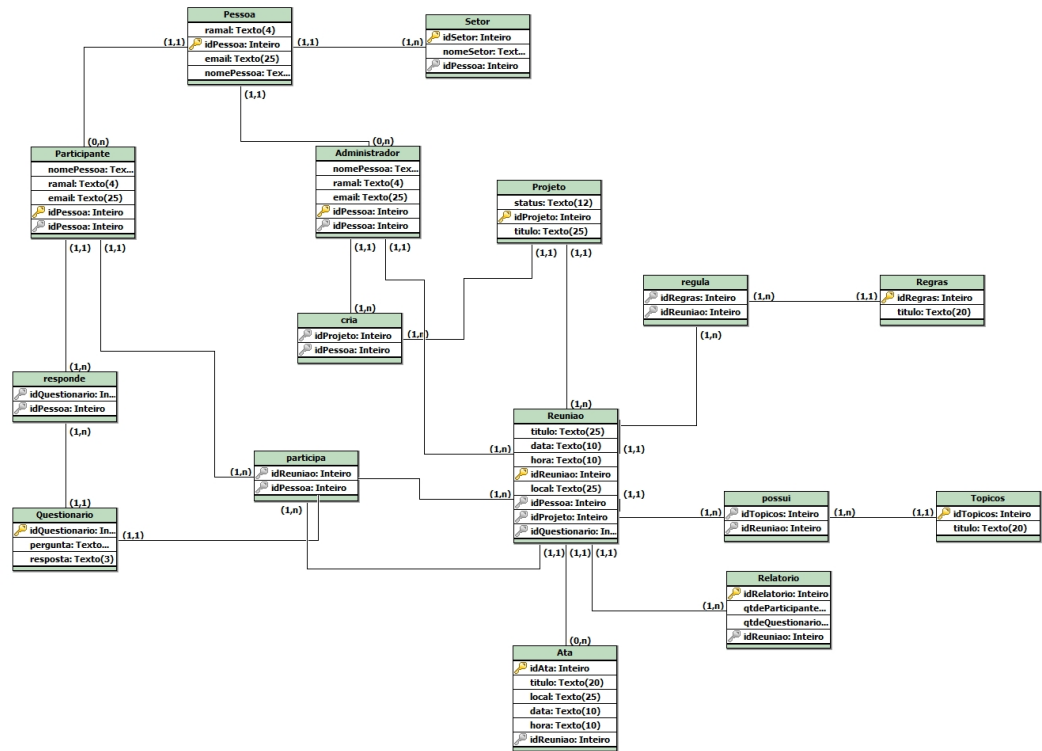 Pessoa
ramal: Texto(4)
idPessoa: Inteiro
email: Texto(25)
nomePessoa: Tex...
Setor
idSetor: Inteiro
nomeSetor: Text...
idPessoa: Inteiro
(1,1)
(1,1)
(1,n)
(1,1)
(0,n)
(0,n)
Participante
nomePessoa: Tex...
ramal: Texto(4)
email: Texto(25)
idPessoa: Inteiro
idPessoa: Inteiro
Administrador
nomePessoa: Tex...
ramal: Texto(4)
email: Texto(25)
idPessoa: Inteiro
idPessoa: Inteiro
Projeto
status: Texto(12)
idProjeto: Inteiro
titulo: Texto(25)
(1,1)
(1,1)
(1,1)
(1,1)
(1,1)
(1,1)
regula
idRegras: Inteiro
idReuniao: Inteiro
(1,n)
(1,1)
Regras
idRegras: Inteiro
titulo: Texto(20)
(1,n)
cria
idProjeto: Inteiro
idPessoa: Inteiro
(1,n)
(1,n)
(1,n)
responde
idQuestionario: In...
idPessoa: Inteiro
(1,n)
(1,n)
Reuniao
titulo: Texto(25)
data: Texto(10)
hora: Texto(10)
idReuniao: Inteiro
local: Texto(25)
idPessoa: Inteiro
idProjeto: Inteiro
idQuestionario: In...
(1,n)
(1,1)
participa
idReuniao: Inteiro
idPessoa: Inteiro
(1,n)
(1,n)
(1,n)
(1,1)
possui
idTopicos: Inteiro
idReuniao: Inteiro
(1,n)
(1,n)
(1,1)
Topicos
idTopicos: Inteiro
titulo: Texto(20)
(1,1)
Questionario
idQuestionario: In...
pergunta: Texto...
resposta: Texto(3)
(1,1)
(1,1)
(1,1)
(1,1)
Relatorio
idRelatorio: Inteiro
qtdeParticipante...
qtdeQuestionario...
idReuniao: Inteiro
(1,n)
(0,n)
Ata
idAta: Inteiro
titulo: Texto(20)
local: Texto(25)
data: Texto(10)
hora: Texto(10)
idReuniao: Inteiro